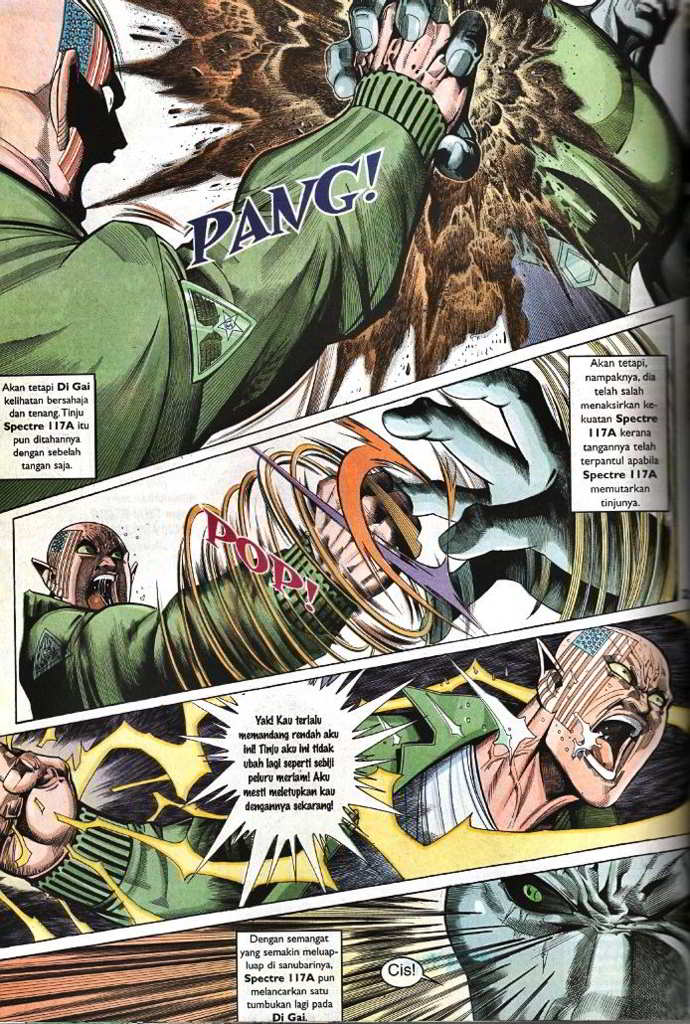 PANG!
Akan tetapi Di Gai
kelihatan bersahaja
dan tenang. Tinju
Spectre 117A itu
pun ditahannya
dengan sebelah
tangan saja.
Akan tetapi,
nampaknya, dia
telah salah
menaksirkan ke-
kuatan Spectre
117A kerana
tangannya telah
terpantul apabila
Spectre 117A
memutarkan
tinjunya.
POP!
Yak! Kau terlalu
memandang rendah aku
ini! Tinju aku ini tidak
ubah lagi seperti sebiji
peluru meriam! Aku
mesti meletupkan kau
dengannya sekarang!
Dengan semangat
yang semakin meluap-
luap di sanubarinya,
Spectre 117A pun
melancarkan satu
tumbukan lagi pada
Di Gai.
Cis!